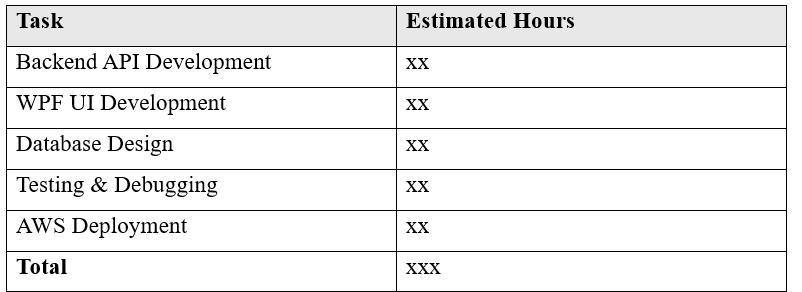 Task Estimated Hours
Backend API Development xx
WPF UI Development xx
Database Design xx
Testing & Debugging xx
AWS Deployment xx
Total xxx